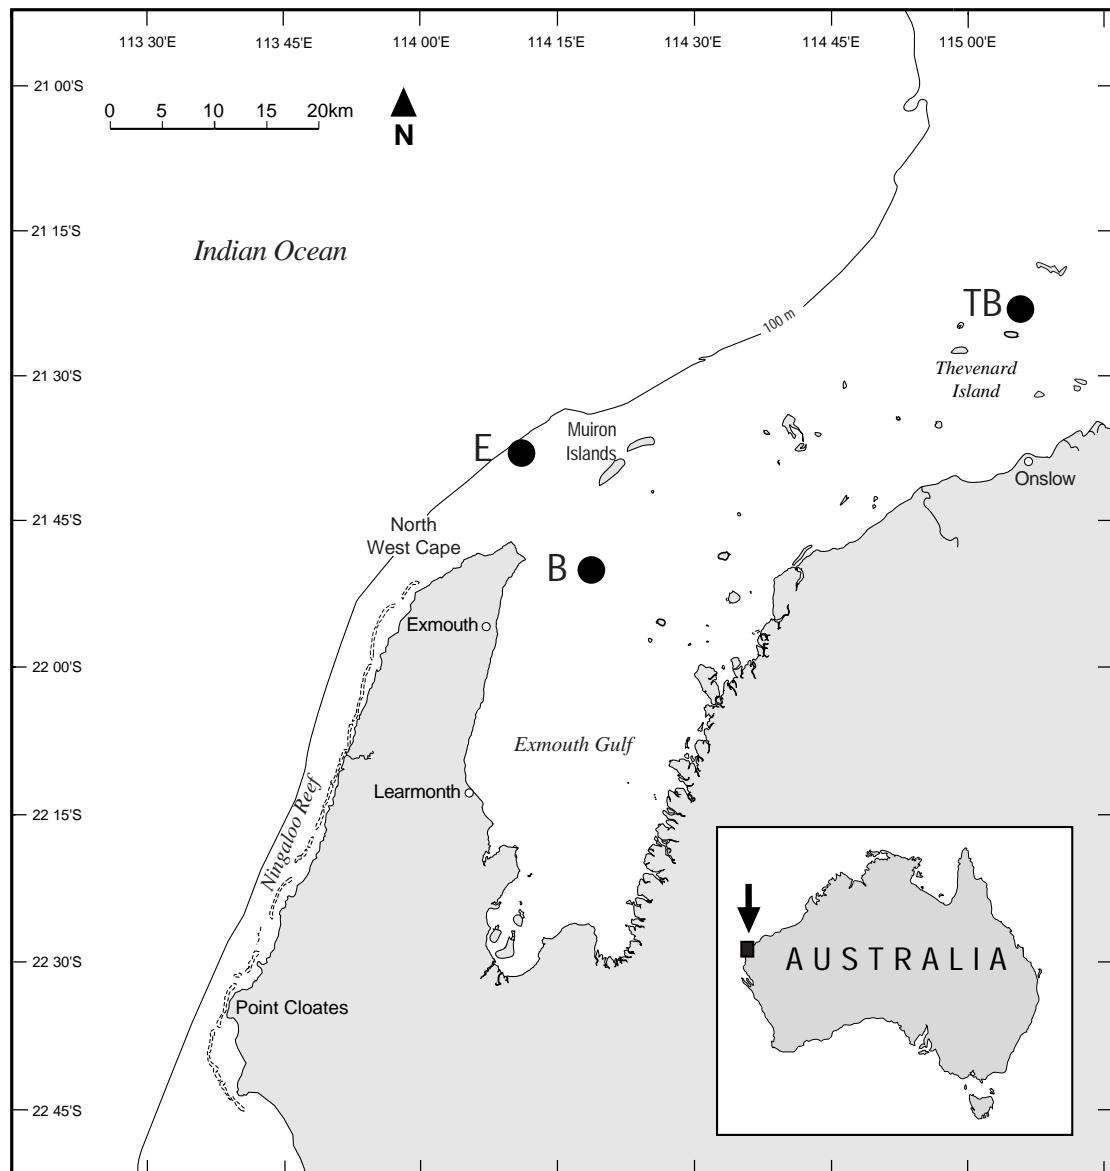 113 30'E 113 45'E 114 00'E 114 15'E 114 30'E 114 45'E 115 00'E
21 00'S
0 5 10 15 20km
N
21 15'S
Indian Ocean
TB
100 m
21 30'S
Thevenard
Island
E
Muiron
Islands
Onslow
21 45'S
North
West Cape
B
Exmouth
22 00'S
Exmouth Gulf
Learmonth
22 15'S
Ningaloo Reef
22 30'S
AUSTRALIA
Point Cloates
22 45'S